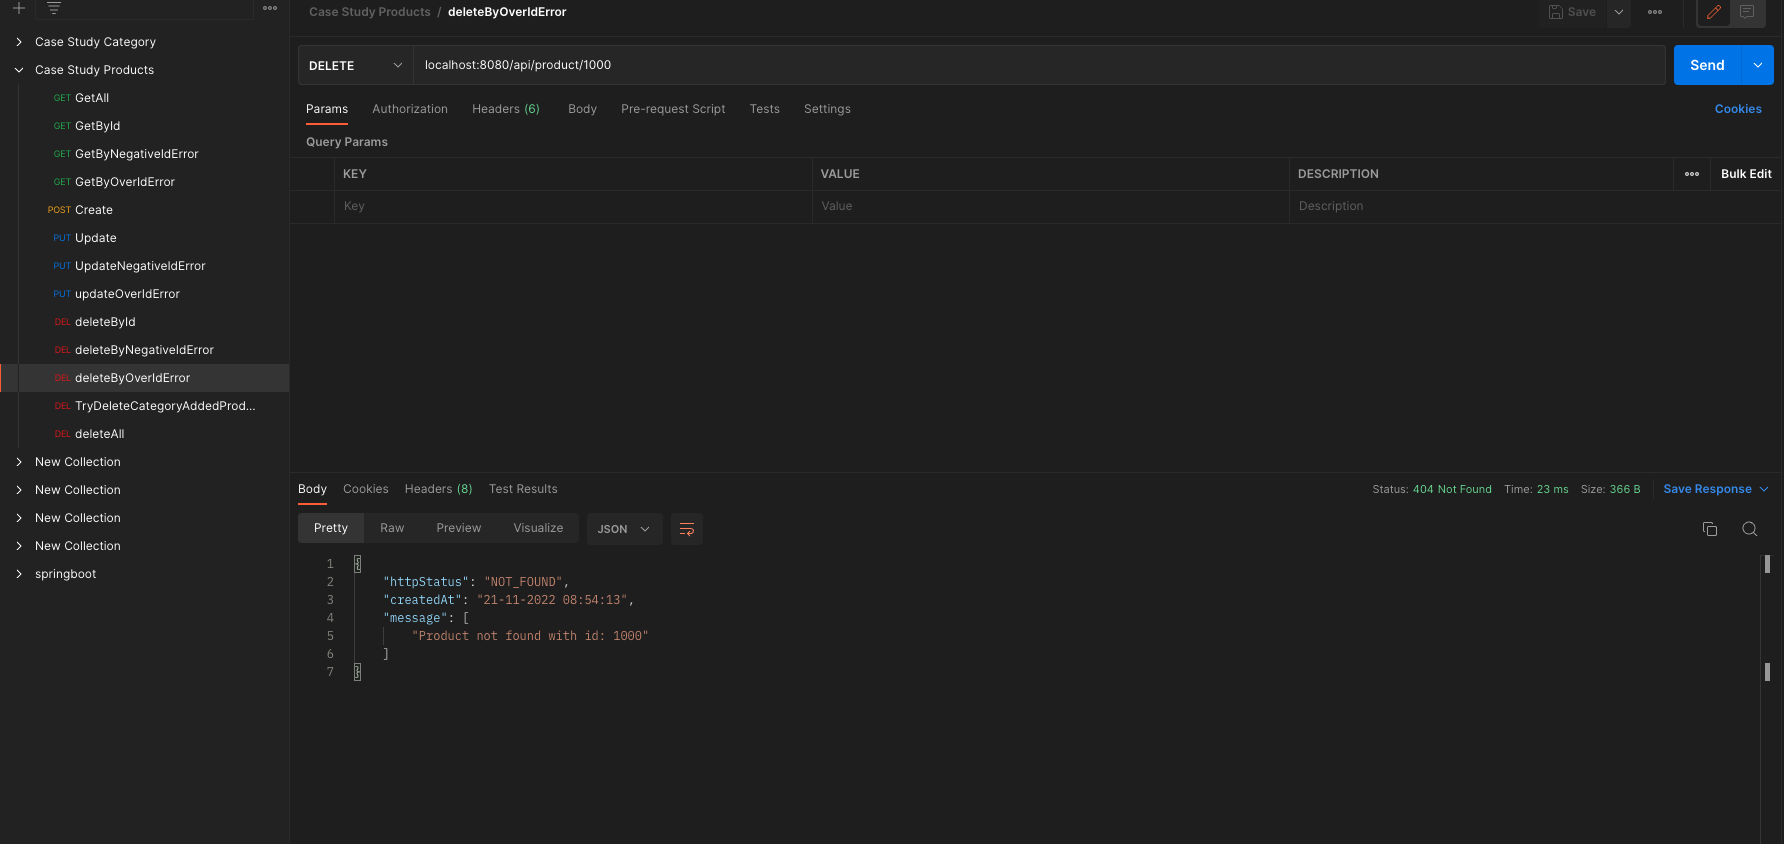 Case Study Category
Case Study Products
GET GetAll
GET GetById
GET GetByNegativeIdError
GET GetByOverIdError
POST Create
PUT Update
PUT UpdateNegativeIdError
PUT updateOverIdError
DEL deleteById
DEL deleteByNegativeIdError
DEL deleteByOverIdError
DEL TryDeleteCategoryAddedProd...
DEL deleteAll
New Collection
New Collection
New Collection
New Collection
springboot
Case Study Products / deleteByOverIdError
Save
DELETE localhost:8080/api/product/1000 Send
Params Authorization Headers (6) Body Pre-request Script Tests Settings Cookies
Query Params
KEY VALUE DESCRIPTION Bulk Edit
Key Value Description
Body Cookies Headers (8) Test Results Status: 404 Not Found Time: 23 ms Size: 366 B Save Response
Pretty Raw Preview Visualize JSON
1 {
2 "httpStatus": "NOT_FOUND",
3 "createdAt": "21-11-2022 08:54:13",
4 "message": [
5 "Product not found with id: 1000"
6 ]
7 }